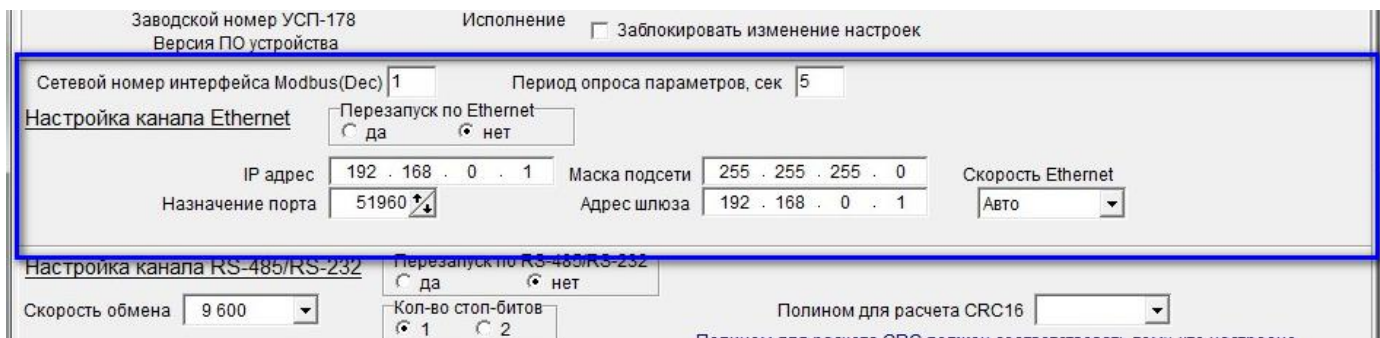 Заводской номер УСП-178 Исполнение Заблокировать изменение настроек
Версия ПО устройства
Сетевой номер интерфейса Modbus(Dec) 1 Период опроса параметров, сек 5
Настройка канала Ethernet Перезапуск по Ethernet
да нет
IP адрес 192 . 168 . 0 . 1 Маска подсети 255 . 255 . 255 . 0 Скорость Ethernet
Назначение порта 51960 Адрес шлюза 192 . 168 . 0 . 1 Авто
Настройка канала RS-485/RS-232 Перезапуск по RS-485/RS-232
да нет
Скорость обмена 9 600 Кол-во стоп-битов Полином для расчета CRC16
1 2